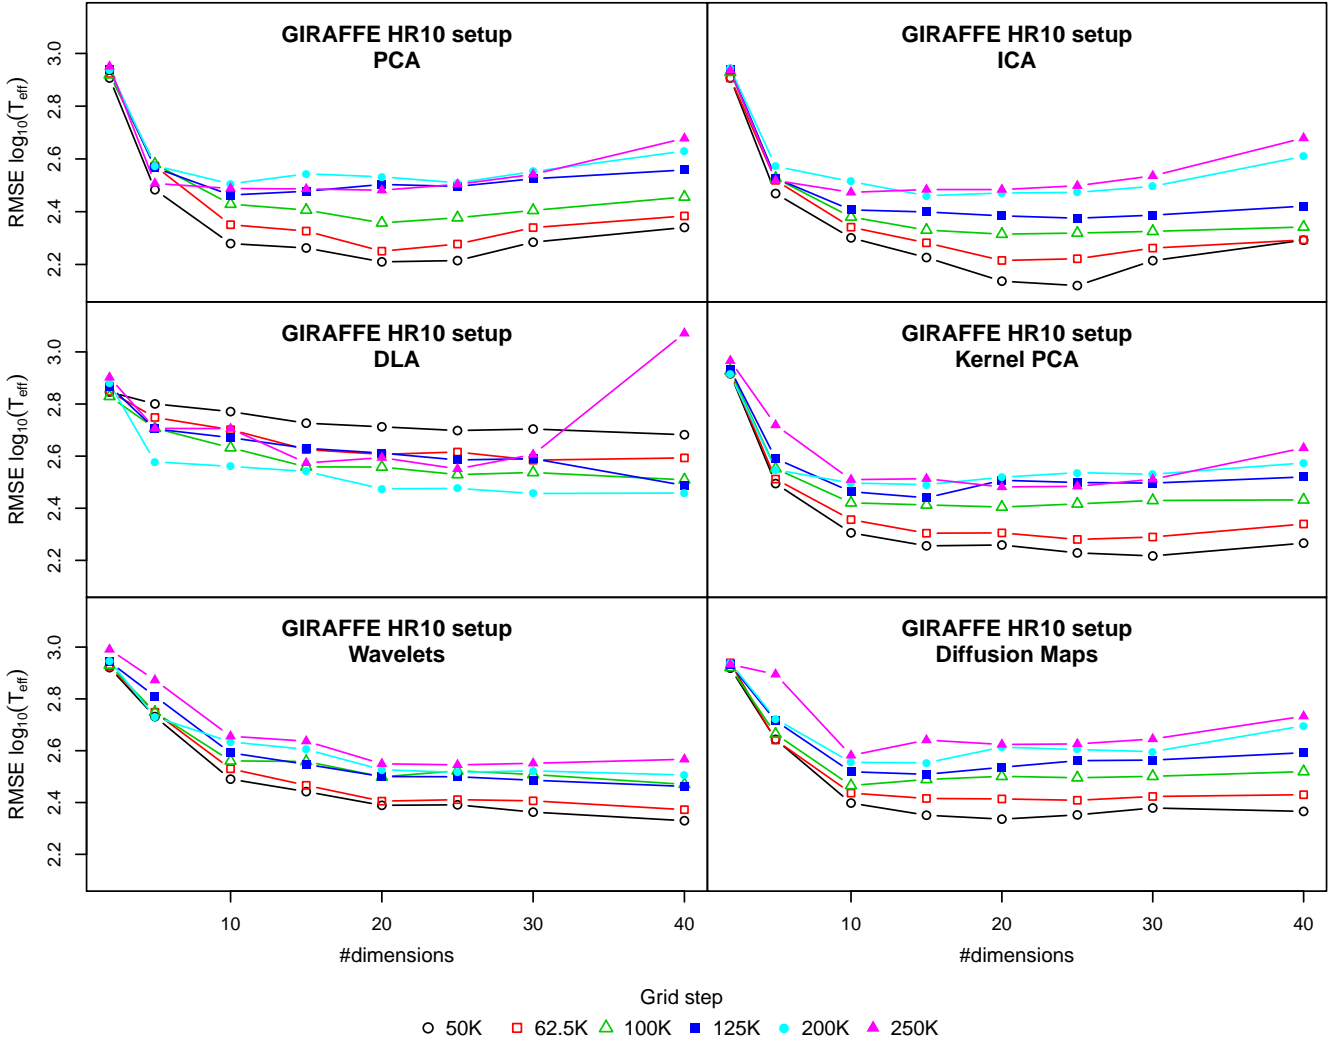 GIRAFFE HR10 setup
PCA
GIRAFFE HR10 setup
ICA
RMSE log10(Teff)
3.0
2.8
2.6
2.4
2.2
GIRAFFE HR10 setup
DLA
GIRAFFE HR10 setup
Kernel PCA
RMSE log10(Teff)
3.0
2.8
2.6
2.4
2.2
GIRAFFE HR10 setup
Wavelets
GIRAFFE HR10 setup
Diffusion Maps
RMSE log10(Teff)
3.0
2.8
2.6
2.4
2.2
10 20 30 40
10 20 30 40
#dimensions
#dimensions
Grid step
50K 62.5K 100K 125K 200K 250K